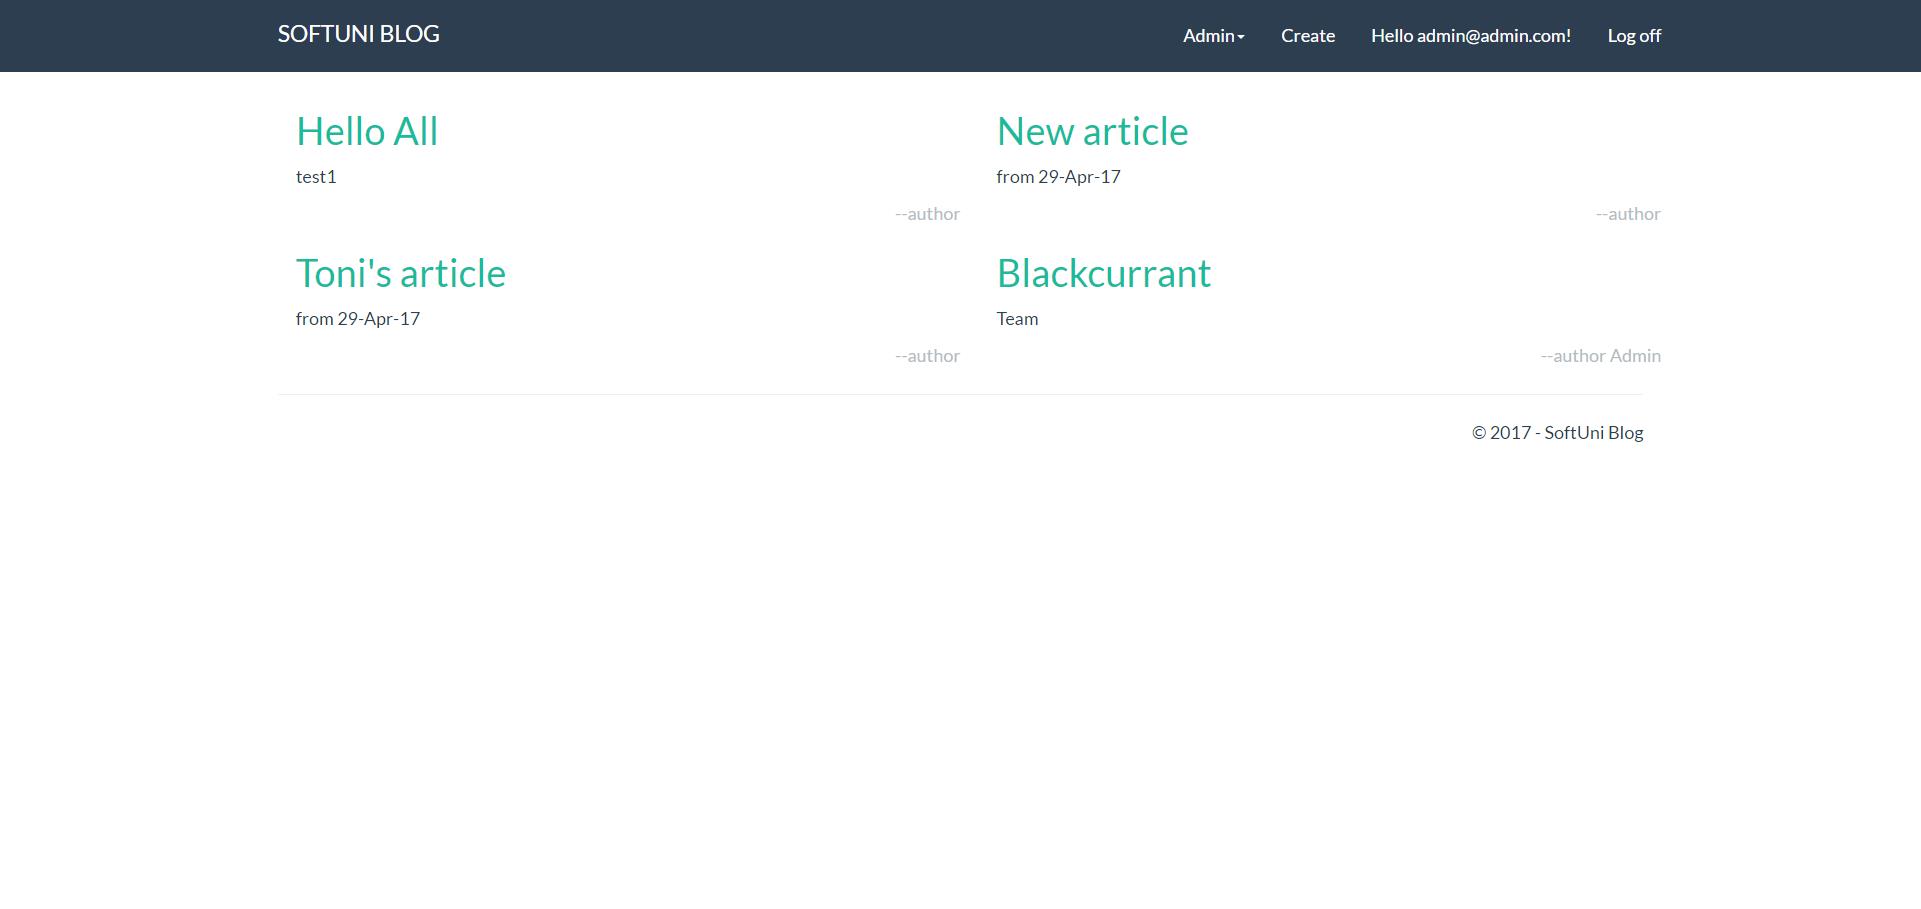 SOFTUNI BLOG
Admin
Create
Hello admin@admin.com!
Log off
Hello All
test1
--author
New article
from 29-Apr-17
--author
Toni's article
from 29-Apr-17
--author
Blackcurrant
Team
--author Admin
© 2017 - SoftUni Blog